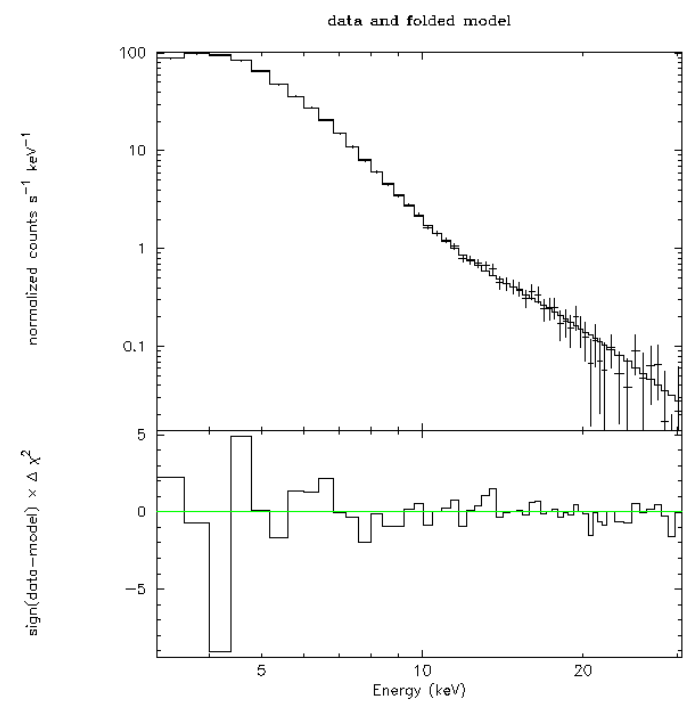 data and folded model
normalized counts s⁻¹ keV⁻¹
100
10
1
0.1
sign(data−model) × Δ χ²
5
0
−5
5
10
20
Energy (keV)